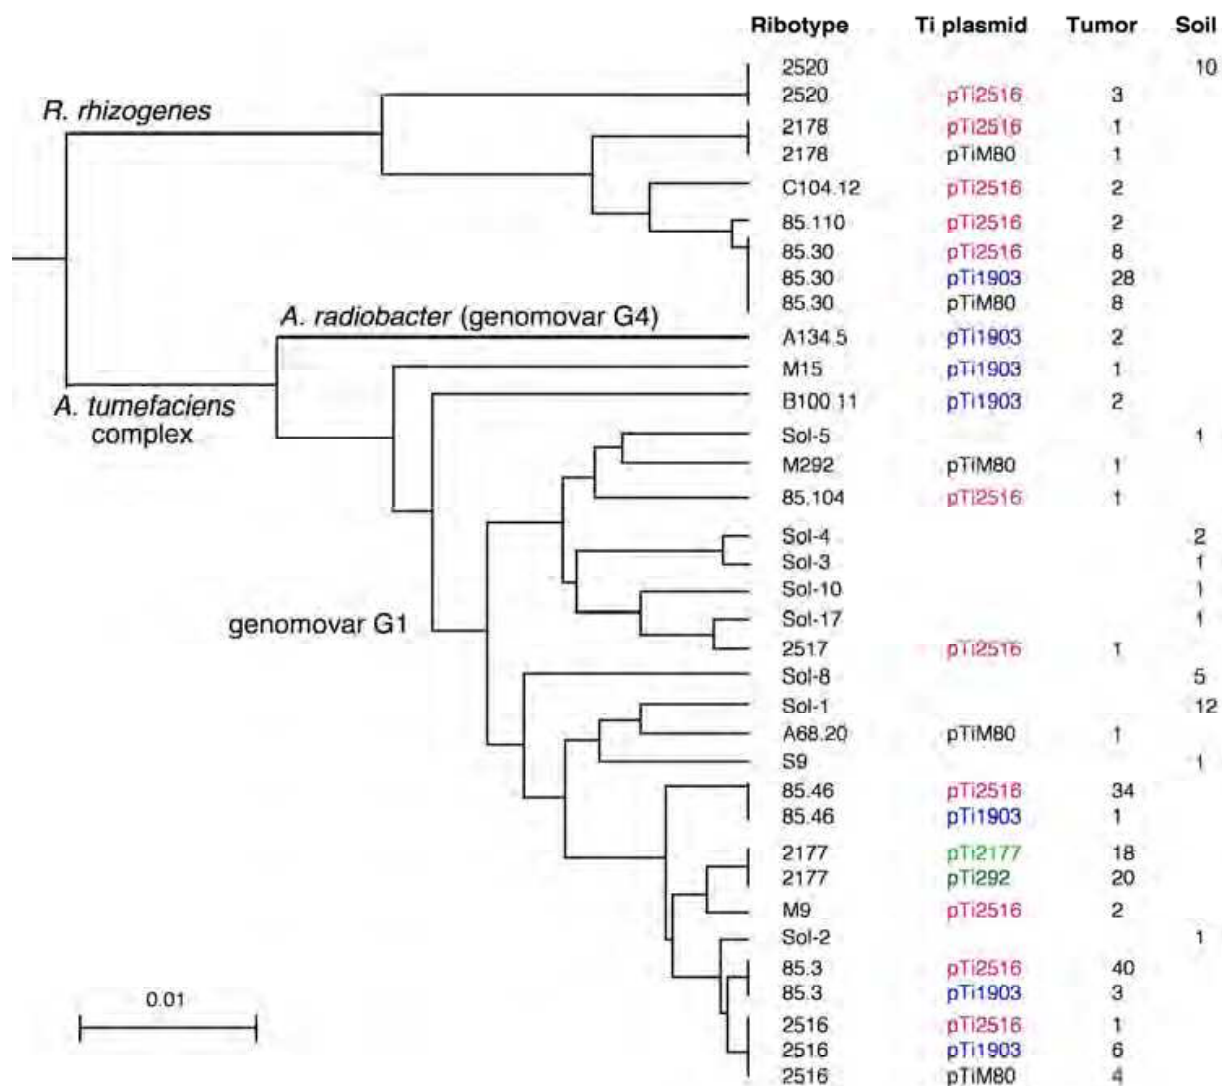 Ribotype Ti plasmid Tumor Soil
2520 10
2520 pTi2516 3
R. rhizogenes
2178 pTi2516 1
2178 pTiM80 1
C104.12 pTi2516 2
85.110 pTi2516 2
85.30 pTi2516 8
85.30 pTi1903 28
85.30 pTiM80 8
A. radiobacter (genomovar G4)
A134.5 pTi1903 2
M15 pTi1903 1
A. tumefaciens
complex
B100.11 pTi1903 2
Sol-5 1
M292 pTiM80 1
85.104 pTi2516 1
Sol-4 2
Sol-3 1
Sol-10 1
Sol-17 1
genomovar G1
2517 pTi2516 1
Sol-8 5
Sol-1 12
A68.20 pTiM80 1
S9 1
85.46 pTi2516 34
85.46 pTi1903 1
2177 pTi2177 18
2177 pTi292 20
M9 pTi2516 2
Sol-2 1
85.3 pTi2516 40
85.3 pTi1903 3
0.01
2516 pTi2516 1
2516 pTi1903 6
2516 pTiM80 4